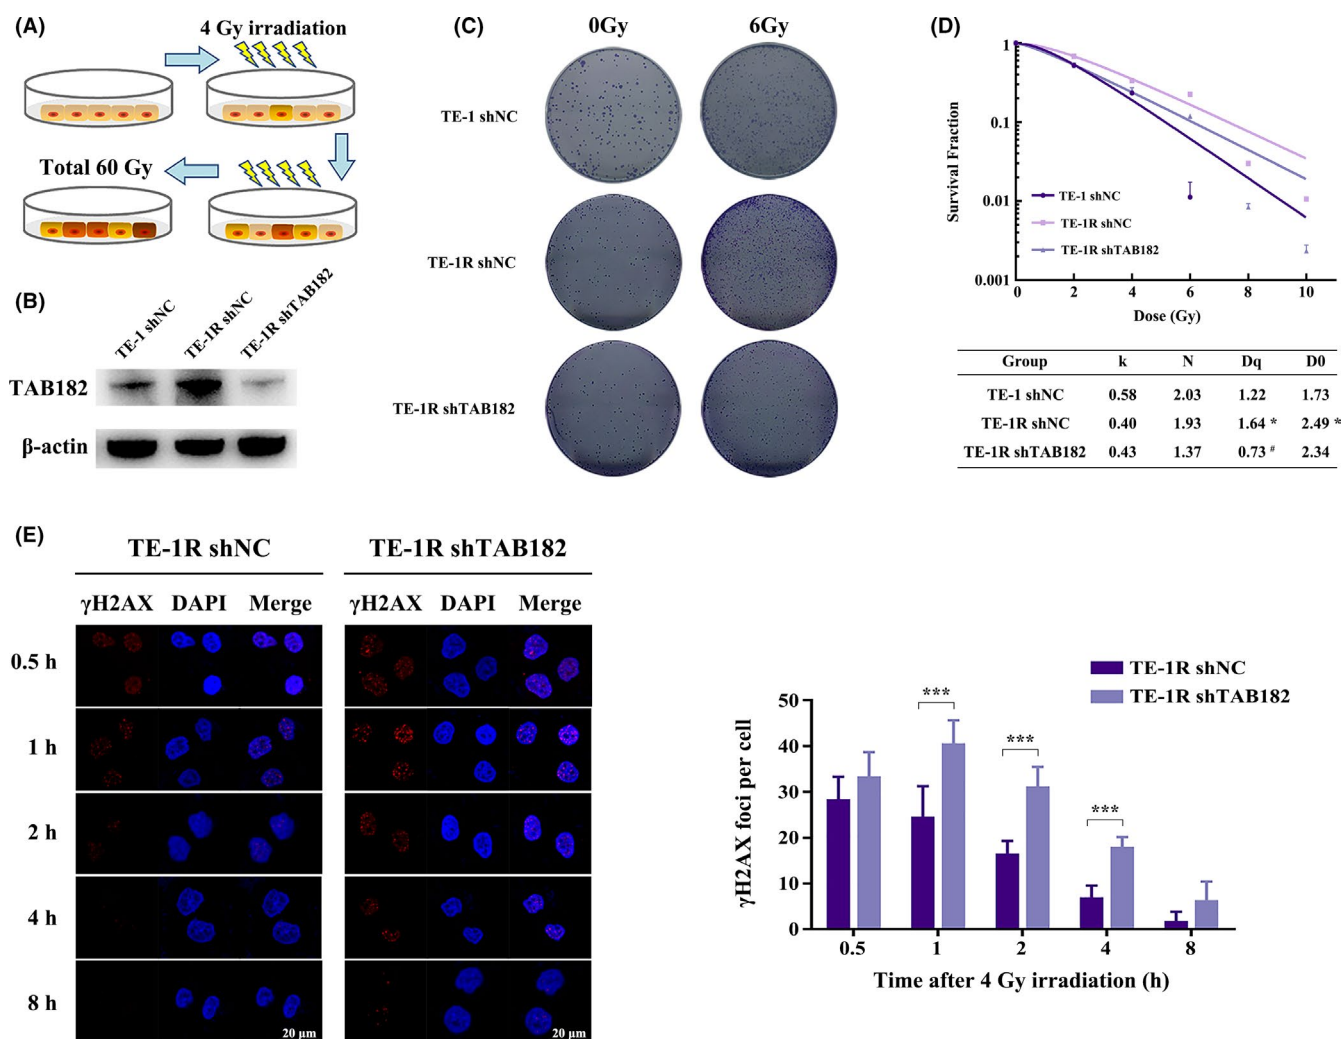 (A)
4 Gy irradiation
Total 60 Gy
(B)
TE-1 shNC
TE-1R shNC
TE-1R shTAB182
TAB182
β-actin
(C)
0Gy
6Gy
TE-1 shNC
TE-1R shNC
TE-1R shTAB182
(D)
1
0.1
0.01
0.001
Survival Fraction
TE-1 shNC
TE-1R shNC
TE-1R shTAB182
0 2 4 6 8 10
Dose (Gy)
Group k N Dq D0
TE-1 shNC 0.58 2.03 1.22 1.73
TE-1R shNC 0.40 1.93 1.64 * 2.49 *
TE-1R shTAB182 0.43 1.37 0.73 # 2.34
(E)
TE-1R shNC
TE-1R shTAB182
γH2AX DAPI Merge
γH2AX DAPI Merge
0.5 h
1 h
2 h
4 h
8 h
20 μm
20 μm
TE-1R shNC
TE-1R shTAB182
γH2AX foci per cell
50
40
30
20
10
0
***
***
***
0.5 1 2 4 8
Time after 4 Gy irradiation (h)